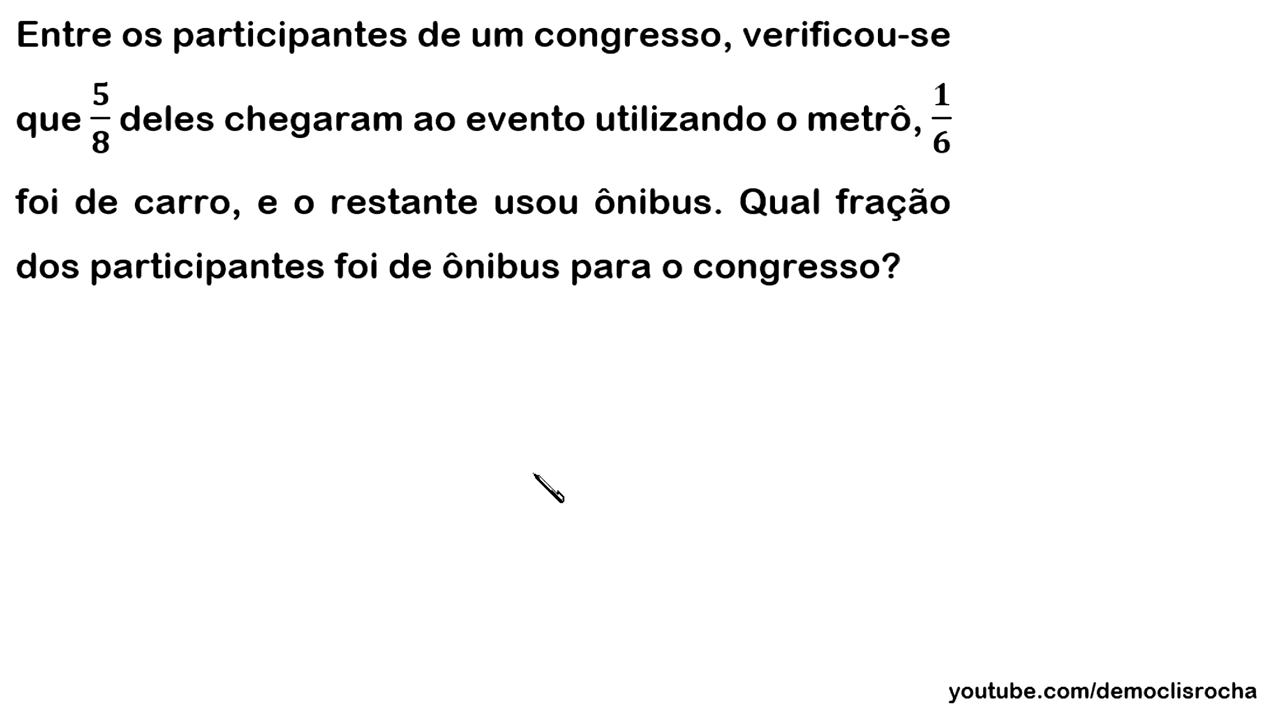 Entre os participantes de um congresso, verificou-se
que 5/8 deles chegaram ao evento utilizando o metrô, 1/6
foi de carro, e o restante usou ônibus. Qual fração
dos participantes foi de ônibus para o congresso?
youtube.com/democlisrocha